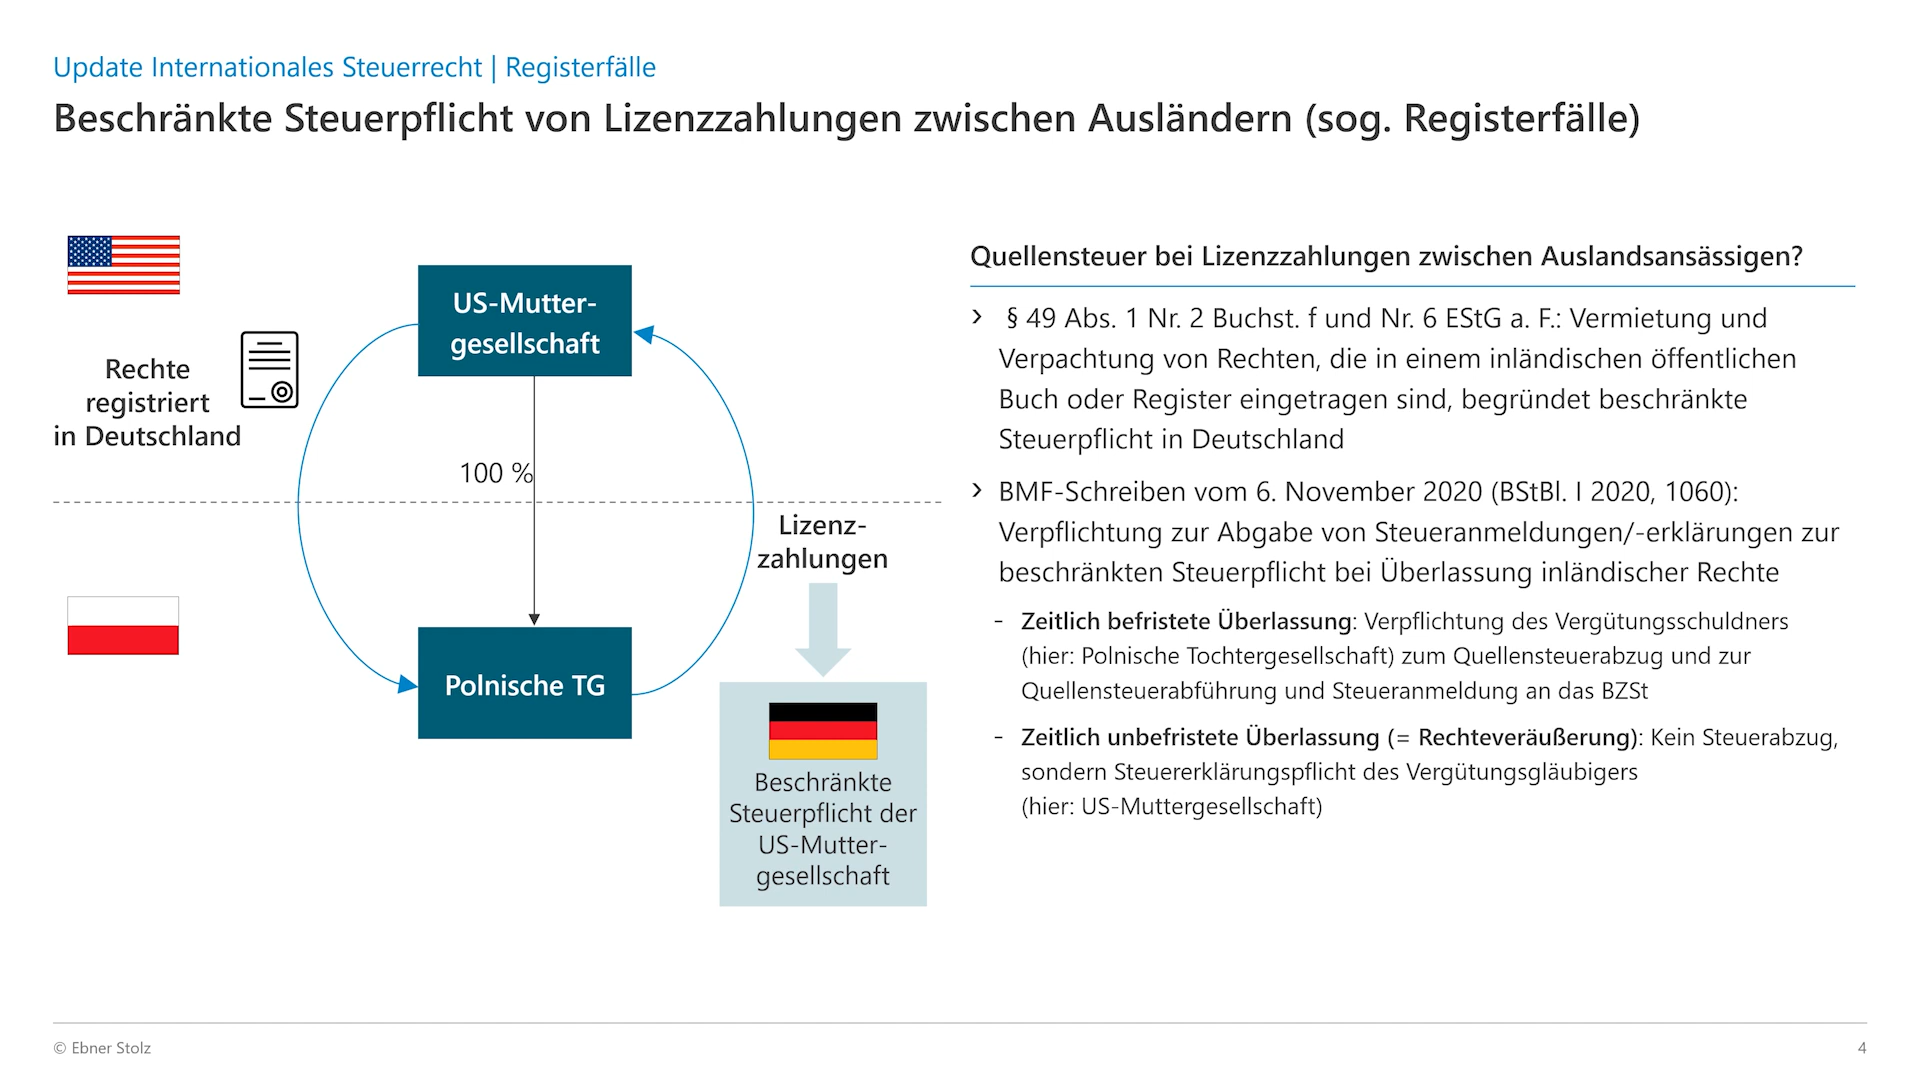 Update Internationales Steuerrecht | Registerfälle
Beschränkte Steuerpflicht von Lizenzzahlungen zwischen Ausländern (sog. Registerfälle)
US-Mutter-
gesellschaft
Rechte
registriert
in Deutschland
100 %
Lizenz-
zahlungen
Polnische TG
Beschränkte
Steuerpflicht der
US-Mutter-
gesellschaft
Quellensteuer bei Lizenzzahlungen zwischen Auslandsansässigen?
› § 49 Abs. 1 Nr. 2 Buchst. f und Nr. 6 EStG a. F.: Vermietung und
Verpachtung von Rechten, die in einem inländischen öffentlichen
Buch oder Register eingetragen sind, begründet beschränkte
Steuerpflicht in Deutschland
› BMF-Schreiben vom 6. November 2020 (BStBl. I 2020, 1060):
Verpflichtung zur Abgabe von Steueranmeldungen/-erklärungen zur
beschränkten Steuerpflicht bei Überlassung inländischer Rechte
- Zeitlich befristete Überlassung: Verpflichtung des Vergütungsschuldners
(hier: Polnische Tochtergesellschaft) zum Quellensteuerabzug und zur
Quellensteuerabführung und Steueranmeldung an das BZSt
- Zeitlich unbefristete Überlassung (= Rechteveräußerung): Kein Steuerabzug,
sondern Steuererklärungspflicht des Vergütungsgläubigers
(hier: US-Muttergesellschaft)
© Ebner Stolz
4